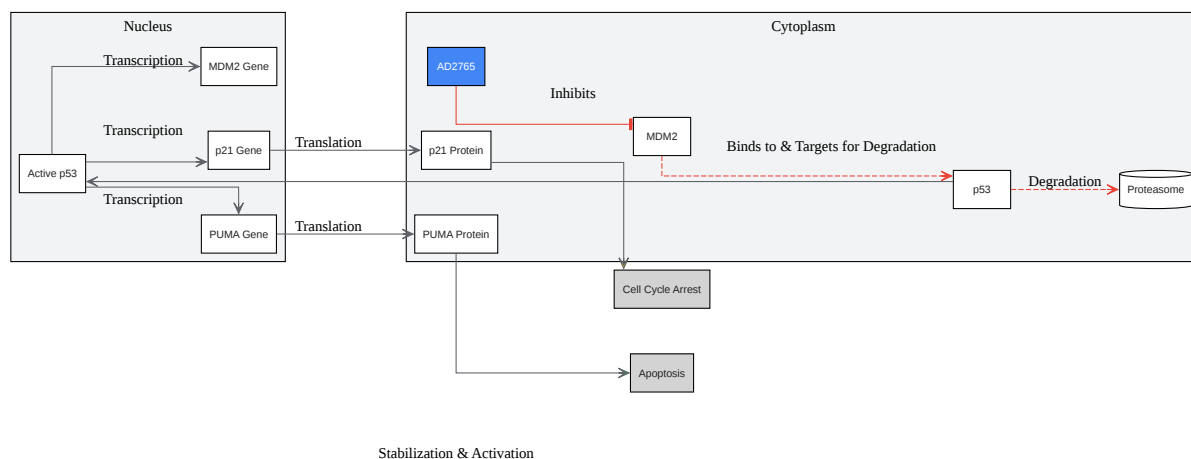 Nucleus
Cytoplasm
Transcription
MDM2 Gene
AD2765
Inhibits
Transcription
p21 Gene
Translation
p21 Protein
MDM2
Binds to & Targets for Degradation
Active p53
Transcription
p53
Degradation
Proteasome
PUMA Gene
Translation
PUMA Protein
Cell Cycle Arrest
Apoptosis
Stabilization & Activation